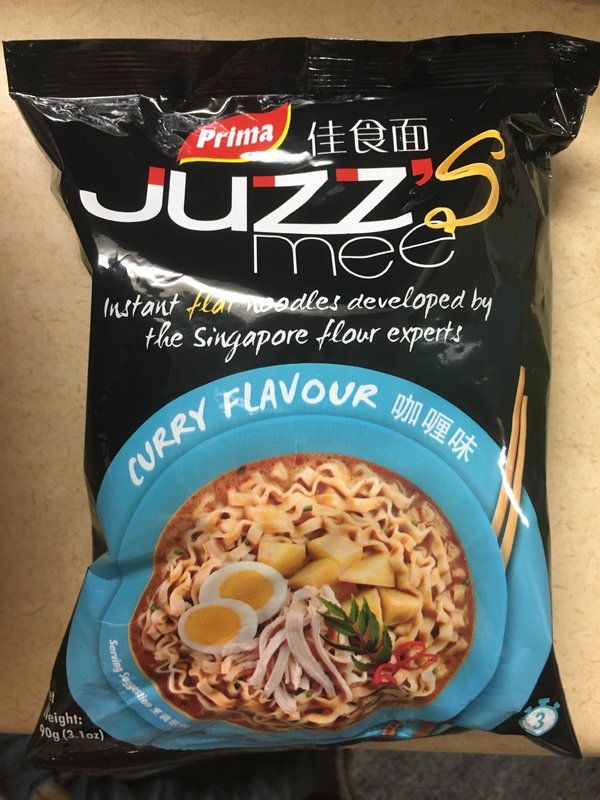 Prima
佳食面
JUZZ'S
mee
Instant flat noodles developed by
the Singapore flour experts
CURRY FLAVOUR 咖喱味
Serving Suggestion
90g (3.1oz)
3